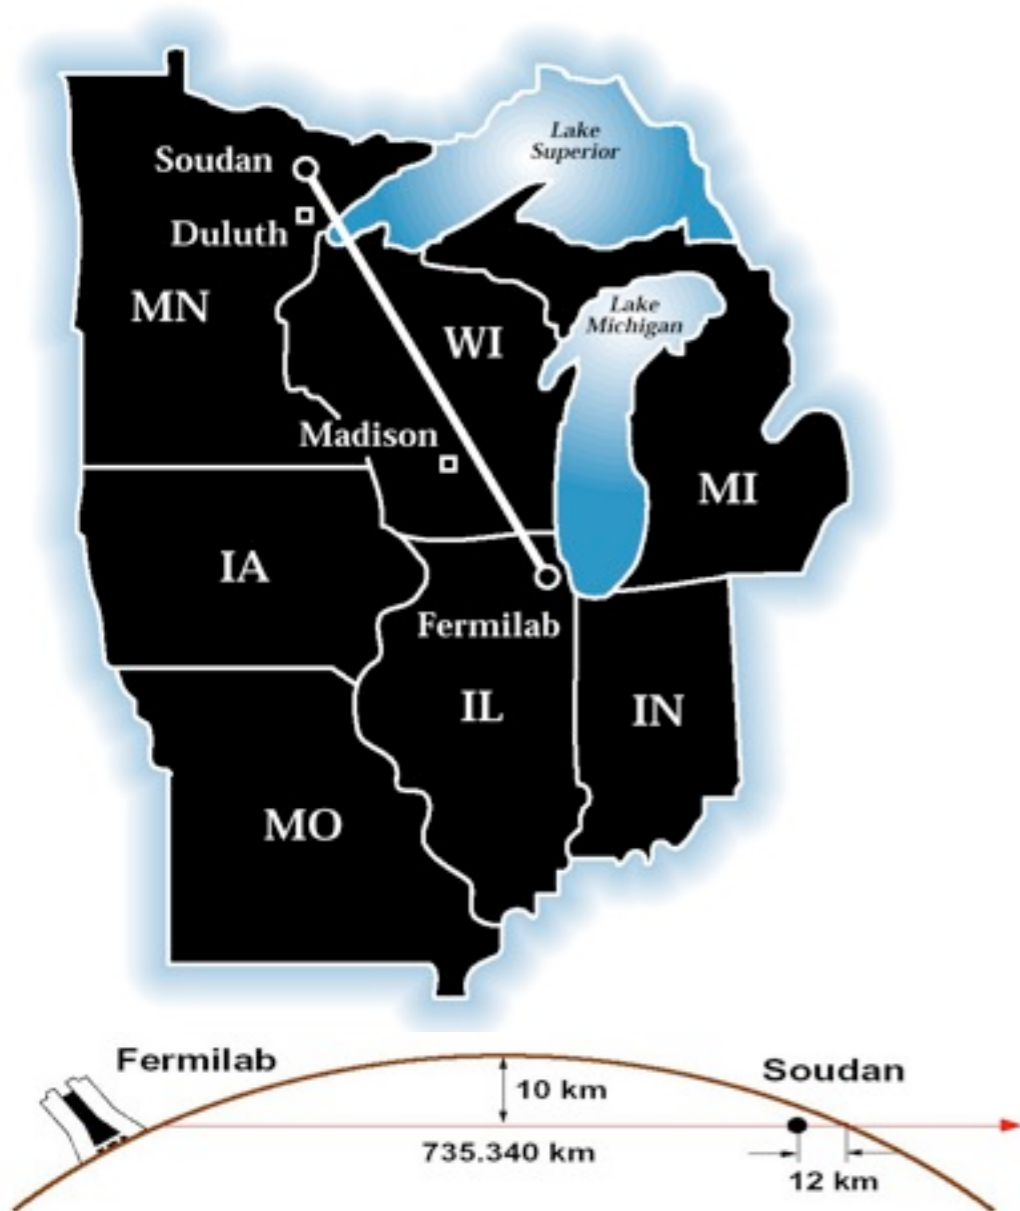 Lake
Superior
Soudan
Duluth
MN
Lake
Michigan
WI
Madison
MI
IA
Fermilab
IL
IN
MO
Fermilab
Soudan
10 km
735.340 km
12 km